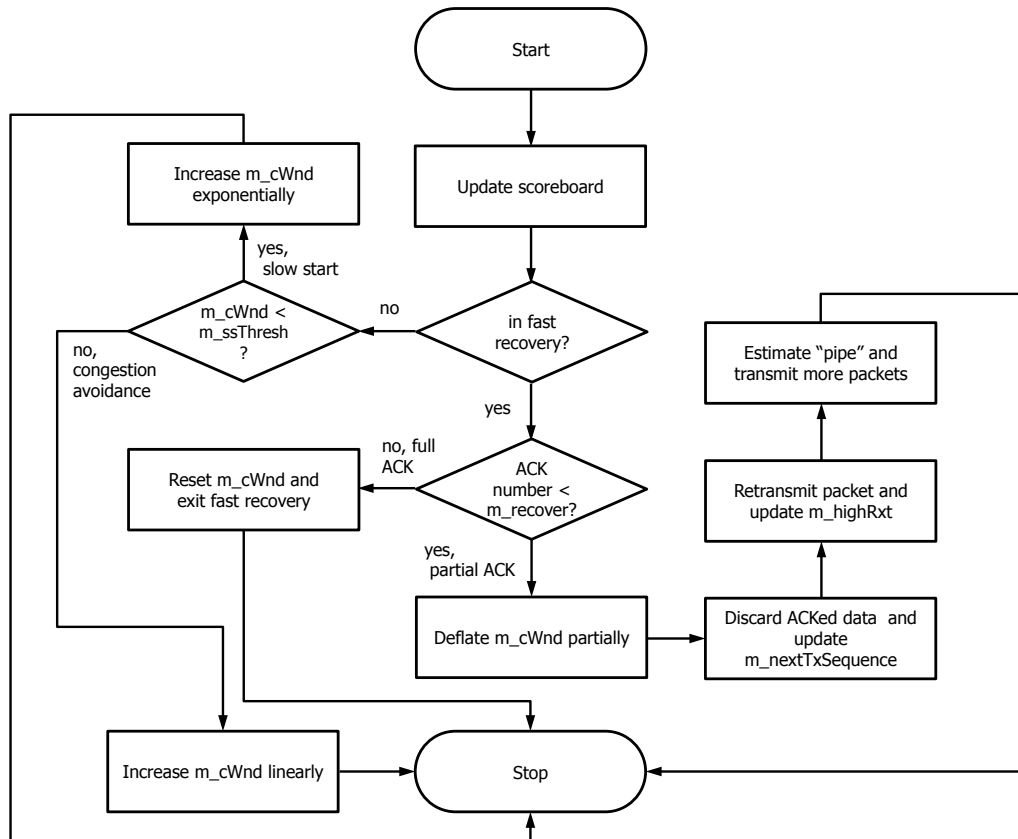 Start
Update scoreboard
Increase m_cWnd
exponentially
yes,
slow start
m_cWnd <
m_ssThresh
?
no
in fast
recovery?
no,
congestion
avoidance
yes
Estimate “pipe” and
transmit more packets
no, full
ACK
Reset m_cWnd and
exit fast recovery
ACK
number <
m_recover?
Retransmit packet and
update m_highRxt
yes,
partial ACK
Deflate m_cWnd partially
Discard ACKed data and
update
m_nextTxSequence
Increase m_cWnd linearly
Stop